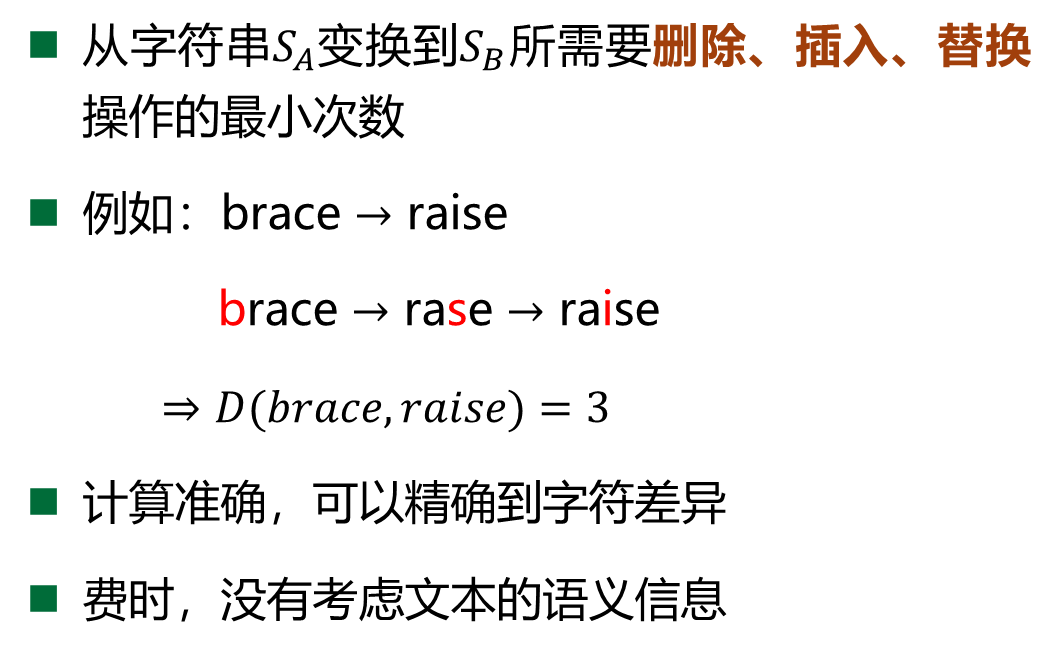 从字符串S_A变换到S_B所需要删除、插入、替换
操作的最小次数
例如：brace → raise
brace → rase → raise
⇒ D(brace, raise) = 3
计算准确，可以精确到字符差异
费时，没有考虑文本的语义信息